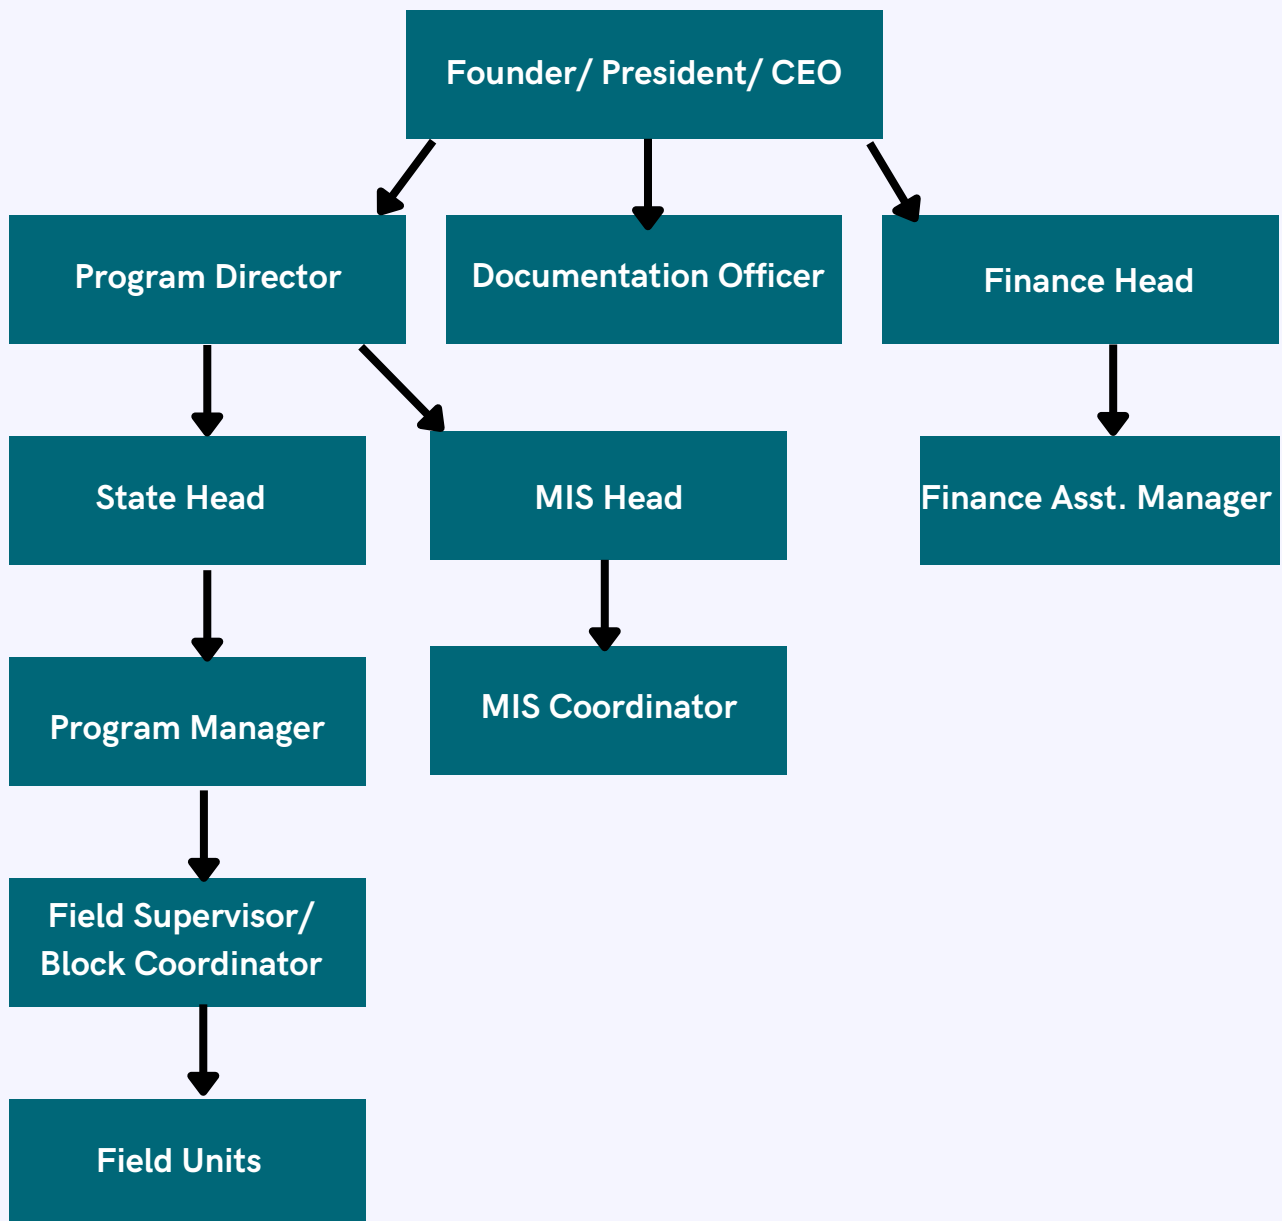 Founder/ President/ CEO
Program Director
Documentation Officer
Finance Head
State Head
MIS Head
Finance Asst. Manager
Program Manager
MIS Coordinator
Field Supervisor/
Block Coordinator
Field Units